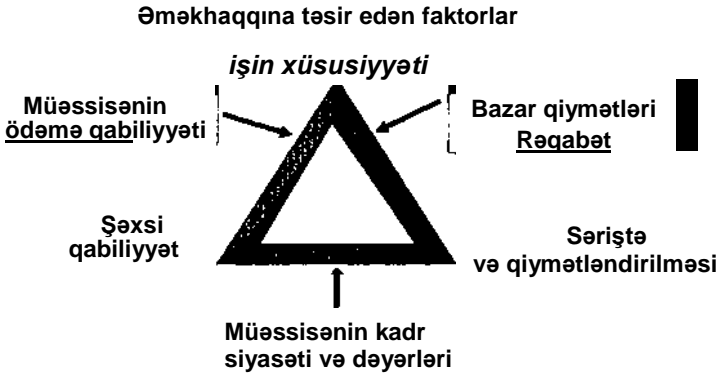 Əməkhaqqına təsir edən faktorlar
işin xüsusiyyəti
Müəssisənin
ödəmə qabiliyyəti
Bazar qiymətləri
Rəqabət
Şəxsi
qabiliyyət
Səriştə
və qiymətləndirilməsi
Müəssisənin kadr
siyasəti və dəyərləri